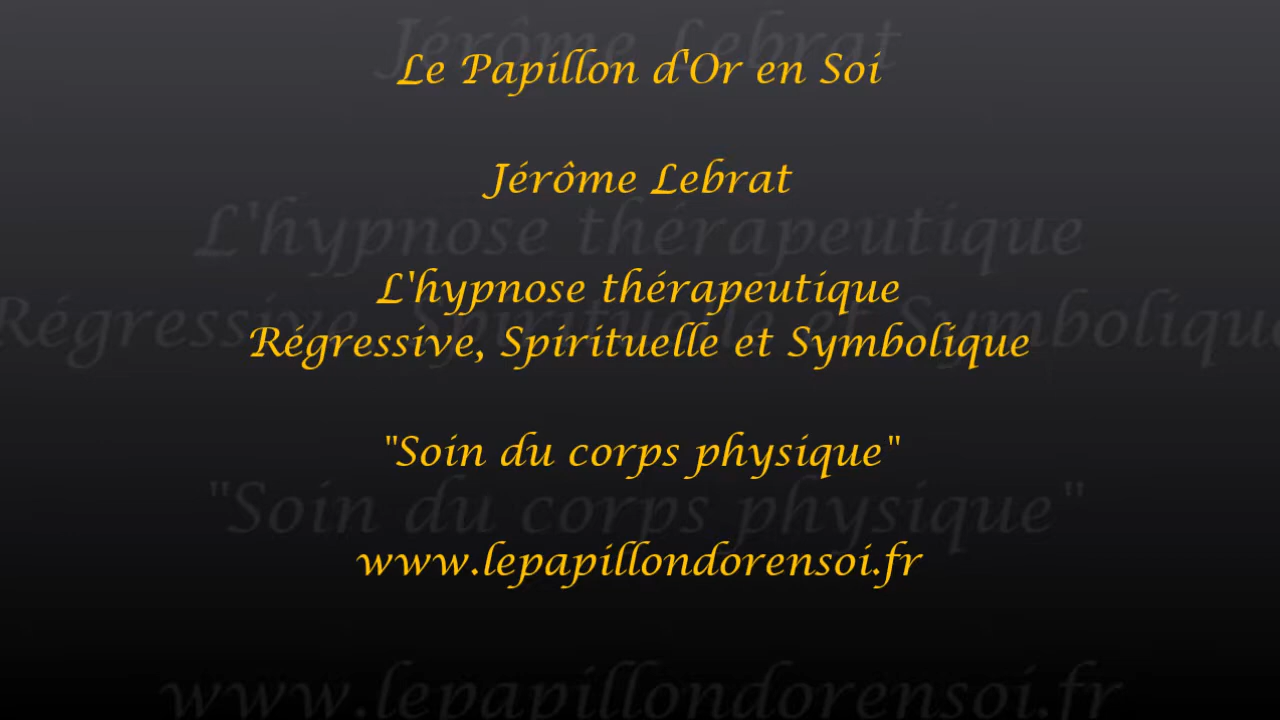 Le Papillon d'Or en Soi
Jérôme Lebrat
L'hypnose thérapeutique
Régressive, Spirituelle et Symbolique
"Soin du corps physique"
www.lepapillondorensoi.fr